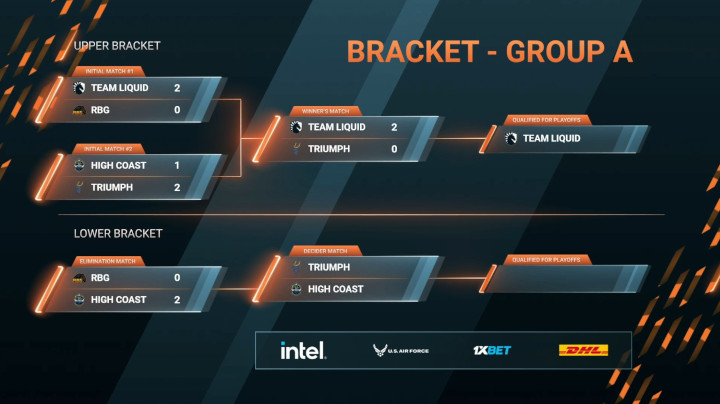 UPPER BRACKET
BRACKET - GROUP A
INITIAL MATCH #1
TEAM LIQUID 2
RBG 0
INITIAL MATCH #2
HIGH COAST 1
TRIUMPH 2
WINNER'S MATCH
TEAM LIQUID 2
TRIUMPH 0
QUALIFIED FOR PLAYOFFS
TEAM LIQUID
LOWER BRACKET
ELIMINATION MATCH
RBG 0
HIGH COAST 2
DECIDER MATCH
TRIUMPH
HIGH COAST
QUALIFIED FOR PLAYOFFS
intel.
U.S. AIR FORCE
1XBET
DHL